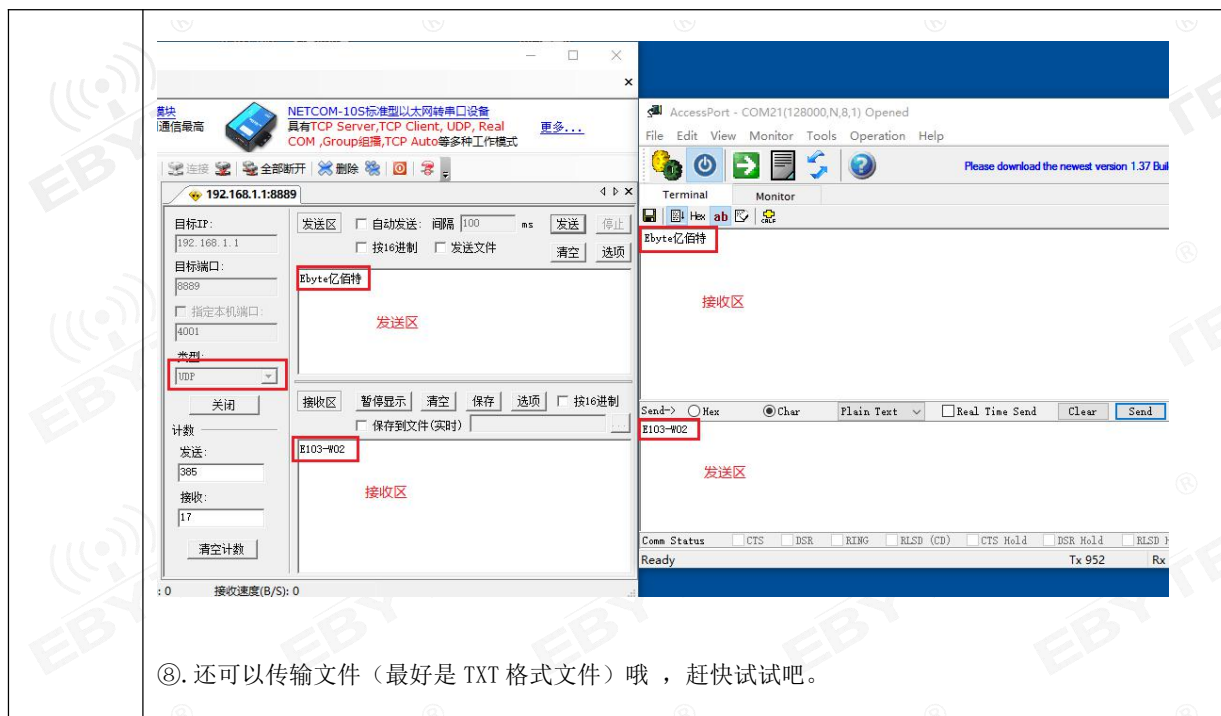 模块
通信最高
NETCOM-10S标准型以太网转串口设备
具有TCP Server,TCP Client, UDP, Real
COM ,Group组播,TCP Auto等多种工作模式
更多...
连接 全部断开 删除
192.168.1.1:8889
目标IP:
192.168.1.1
目标端口:
8889
指定本机端口:
4001
类型:
UDP
关闭
计数
发送:
385
接收:
17
清空计数
发送区 自动发送: 间隔 100 ms 发送 停止
按16进制 发送文件 清空 选项
Ebyte亿佰特
发送区
接收区 暂停显示 清空 保存 选项 按16进制
保存到文件(实时) ...
E103-W02
接收区
: 0 接收速度(B/S): 0
AccessPort - COM21(128000,N,8,1) Opened
File Edit View Monitor Tools Operation Help
Please download the newest version 1.37 Buil
Terminal Monitor
Hex ab
Ebyte亿佰特
接收区
Send-> Hex Char Plain Text Real Time Send Clear Send
E103-W02
发送区
Comm Status CTS DSR RING RLSD (CD) CTS Hold DSR Hold RLSD H
Ready Tx 952 Rx
⑧.还可以传输文件（最好是 TXT 格式文件）哦 ，赶快试试吧。